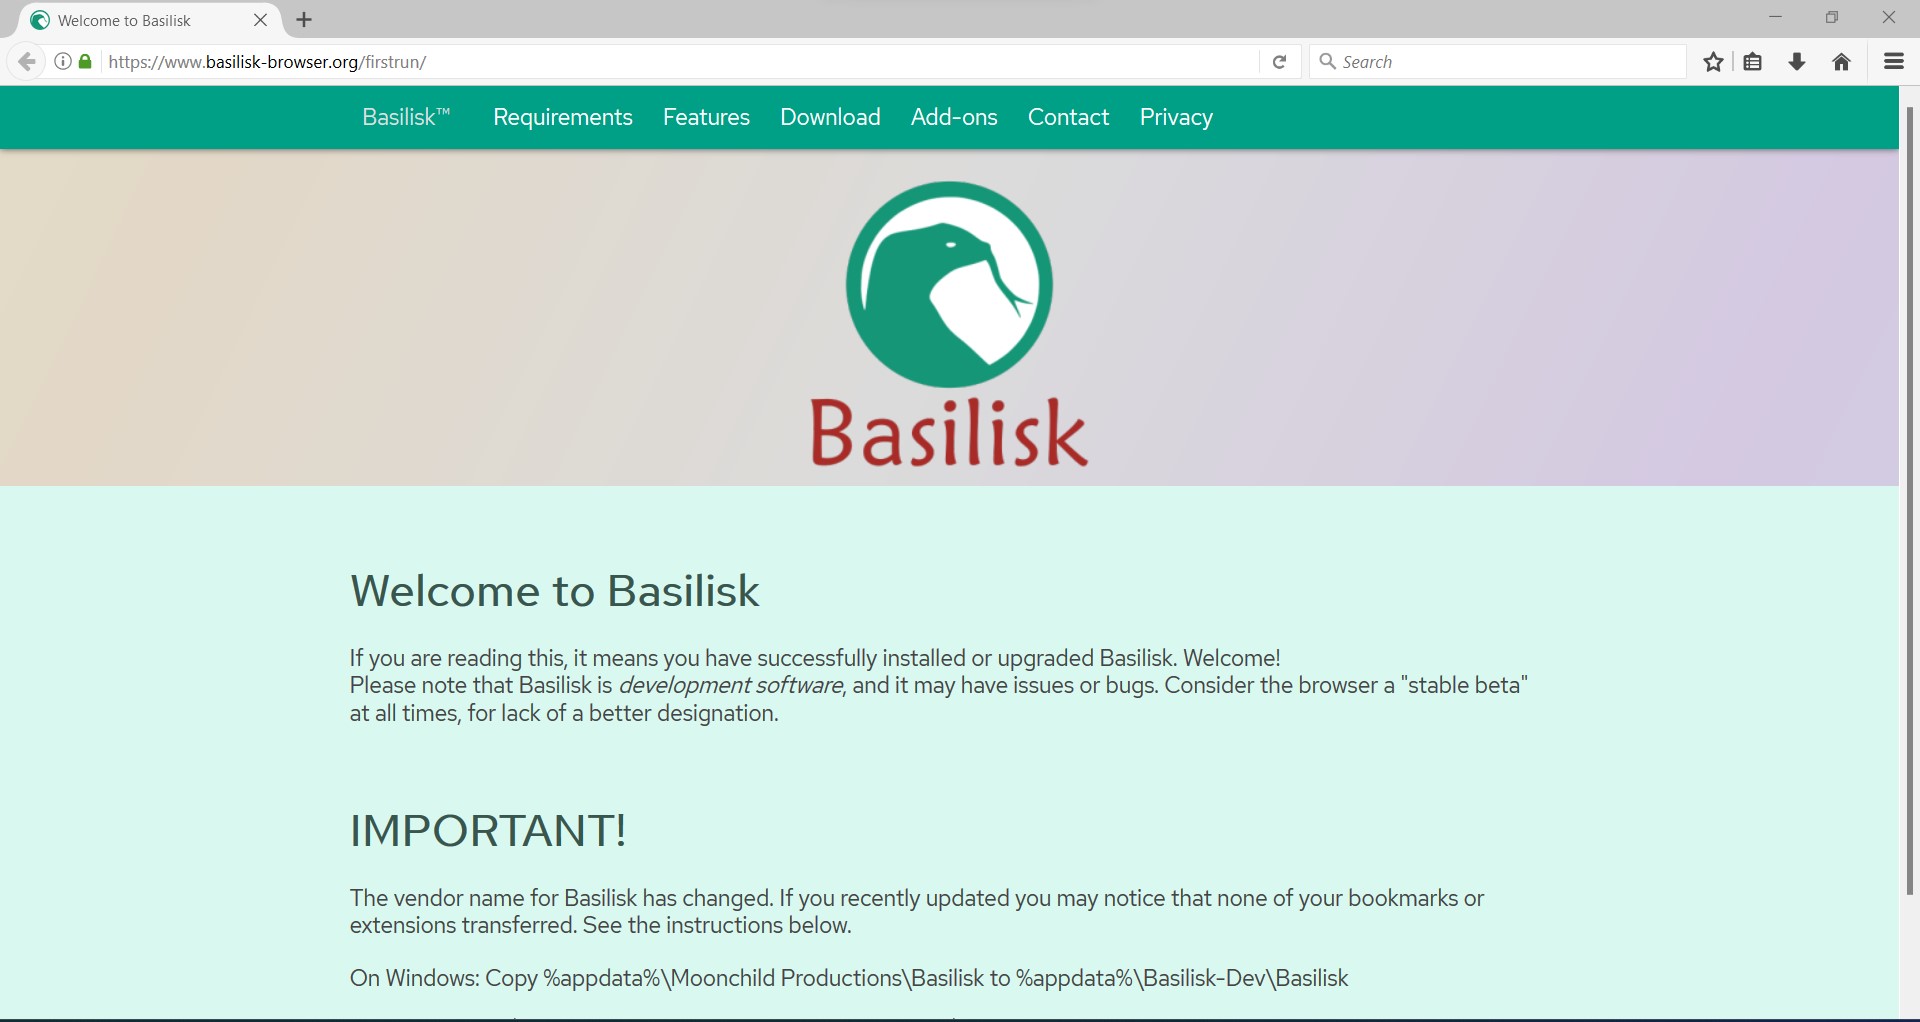 Welcome to Basilisk
https://www.basilisk-browser.org/firstrun/
Search
Basilisk™ Requirements Features Download Add-ons Contact Privacy
Basilisk
Welcome to Basilisk
If you are reading this, it means you have successfully installed or upgraded Basilisk. Welcome!
Please note that Basilisk is development software, and it may have issues or bugs. Consider the browser a "stable beta"
at all times, for lack of a better designation.
IMPORTANT!
The vendor name for Basilisk has changed. If you recently updated you may notice that none of your bookmarks or
extensions transferred. See the instructions below.
On Windows: Copy %appdata%\Moonchild Productions\Basilisk to %appdata%\Basilisk-Dev\Basilisk